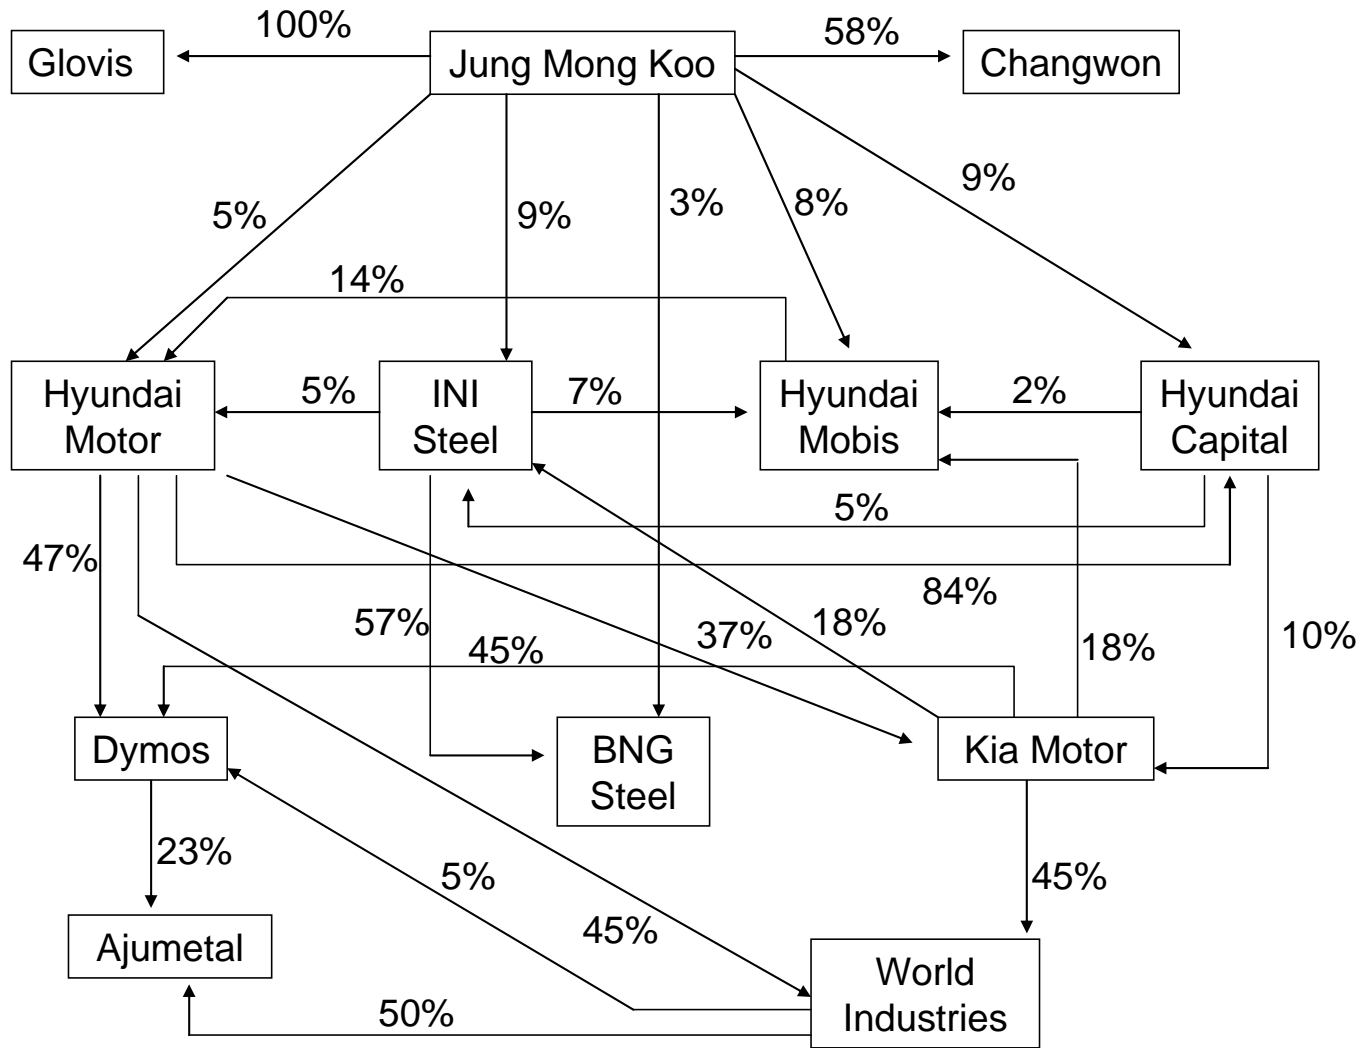 100%
58%
Glovis
Jung Mong Koo
Changwon
9%
5%
9%
3%
8%
14%
Hyundai
Motor
5%
INI
Steel
7%
Hyundai
Mobis
2%
Hyundai
Capital
5%
47%
84%
57%
37%
18%
18%
10%
45%
Dymos
BNG
Steel
Kia Motor
23%
5%
45%
45%
Ajumetal
World
Industries
50%